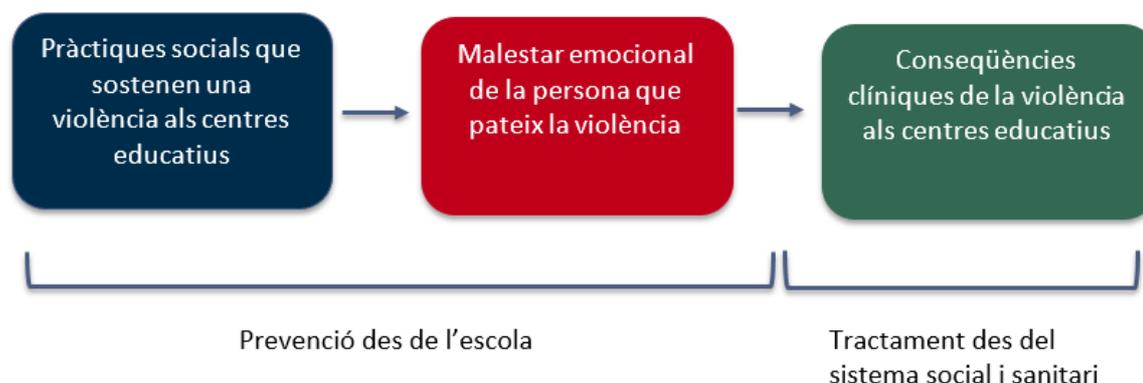 Pràctiques socials que
sostenen una
violència als centres
educatius
Malestar emocional
de la persona que
pateix la violència
Conseqüències
clíniques de la violència
als centres educatius
Prevenció des de l’escola
Tractament des del
sistema social i sanitari